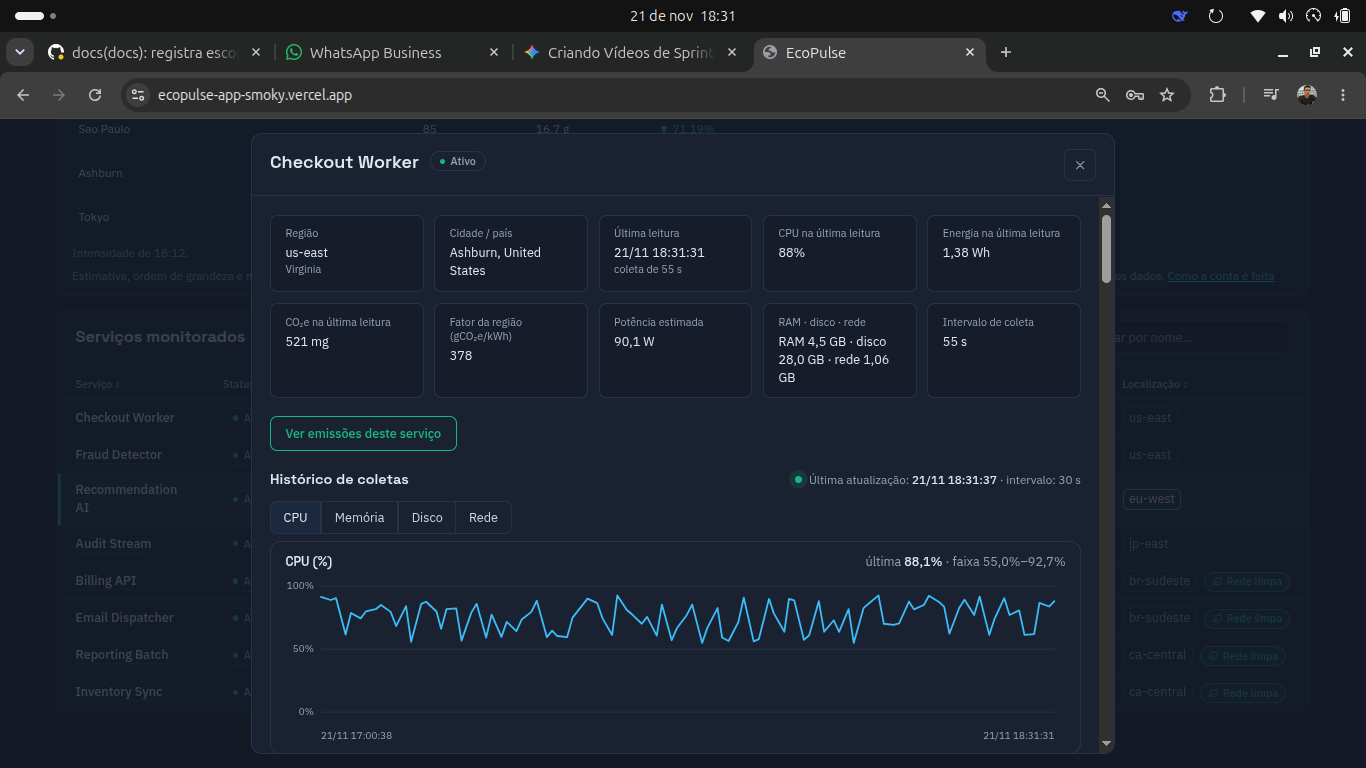 21 de nov 18:31
docs(docs): registra esco
WhatsApp Business
Criando Vídeos de Sprint
EcoPulse
ecopulse-app-smoky.vercel.app
Sao Paulo 85 16,7 g ▼ 71,19%
Ashburn
Tokyo
Intensidade de 18:12.
Estimativa, ordem de grandeza e
os dados. Como a conta é feita
Serviços monitorados
ar por nome...
Serviço ↕ Status Localização ↕
Checkout Worker us-east
Fraud Detector us-east
Recommendation
AI eu-west
Audit Stream jp-east
Billing API br-sudeste Rede limpa
Email Dispatcher br-sudeste Rede limpa
Reporting Batch ca-central Rede limpa
Inventory Sync ca-central Rede limpa
Checkout Worker Ativo
Região
us-east
Virginia
Cidade / país
Ashburn, United
States
Última leitura
21/11 18:31:31
coleta de 55 s
CPU na última leitura
88%
Energia na última leitura
1,38 Wh
CO₂e na última leitura
521 mg
Fator da região
(gCO₂e/kWh)
378
Potência estimada
90,1 W
RAM · disco · rede
RAM 4,5 GB · disco
28,0 GB · rede 1,06
GB
Intervalo de coleta
55 s
Ver emissões deste serviço
Histórico de coletas
Última atualização: 21/11 18:31:37 · intervalo: 30 s
CPU Memória Disco Rede
CPU (%)
última 88,1% · faixa 55,0%–92,7%
100%
50%
0%
21/11 17:00:38 21/11 18:31:31